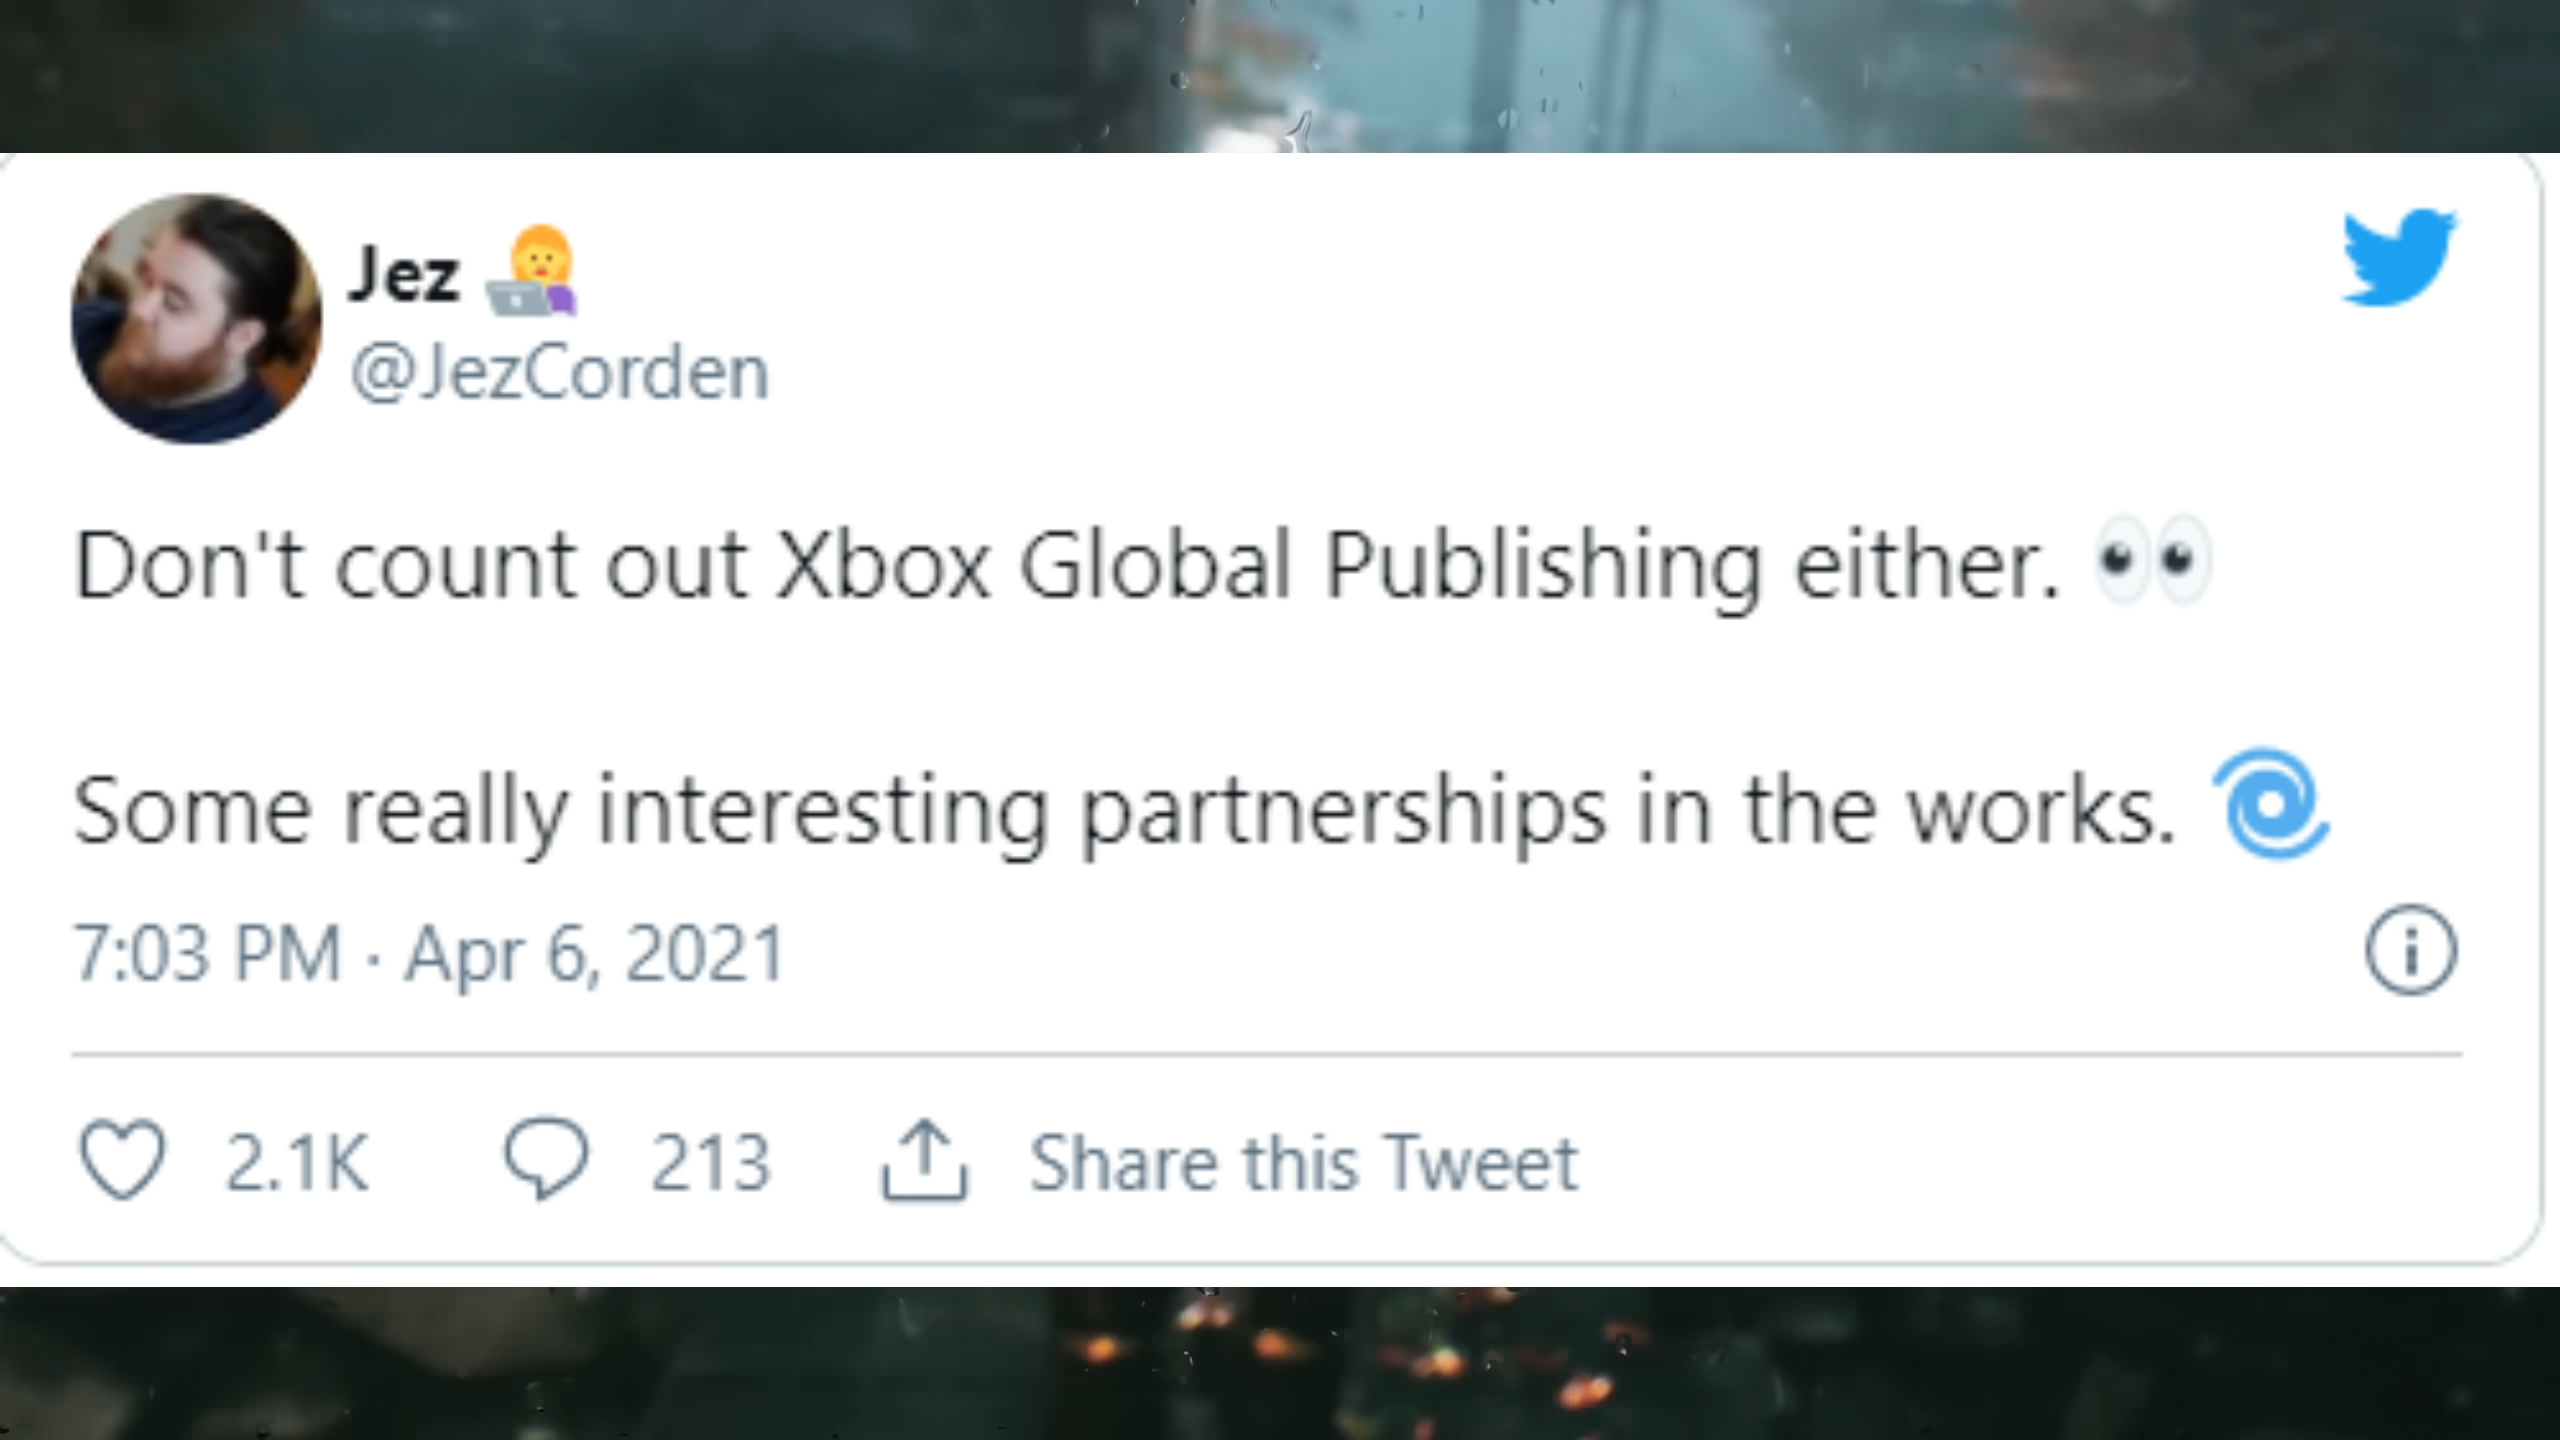 Jez 👩‍💻
@JezCorden
Don't count out Xbox Global Publishing either. 👀
Some really interesting partnerships in the works. 🌀
7:03 PM · Apr 6, 2021
2.1K 213 Share this Tweet